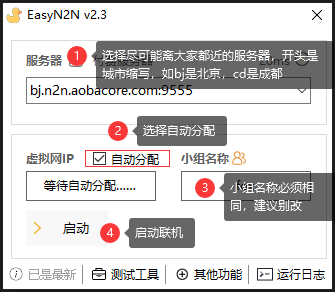 EasyN2N v2.3
服务器
1 选择尽可能离大家都近的服务器，开头是
城市缩写，如bj是北京，cd是成都
bj.n2n.aobacore.com:9555
2 选择自动分配
虚拟网IP 自动分配 小组名称
等待自动分配......
3 小组名称必须相
同，建议别改
启动
4 启动联机
已是最新 测试工具 其他功能 运行日志